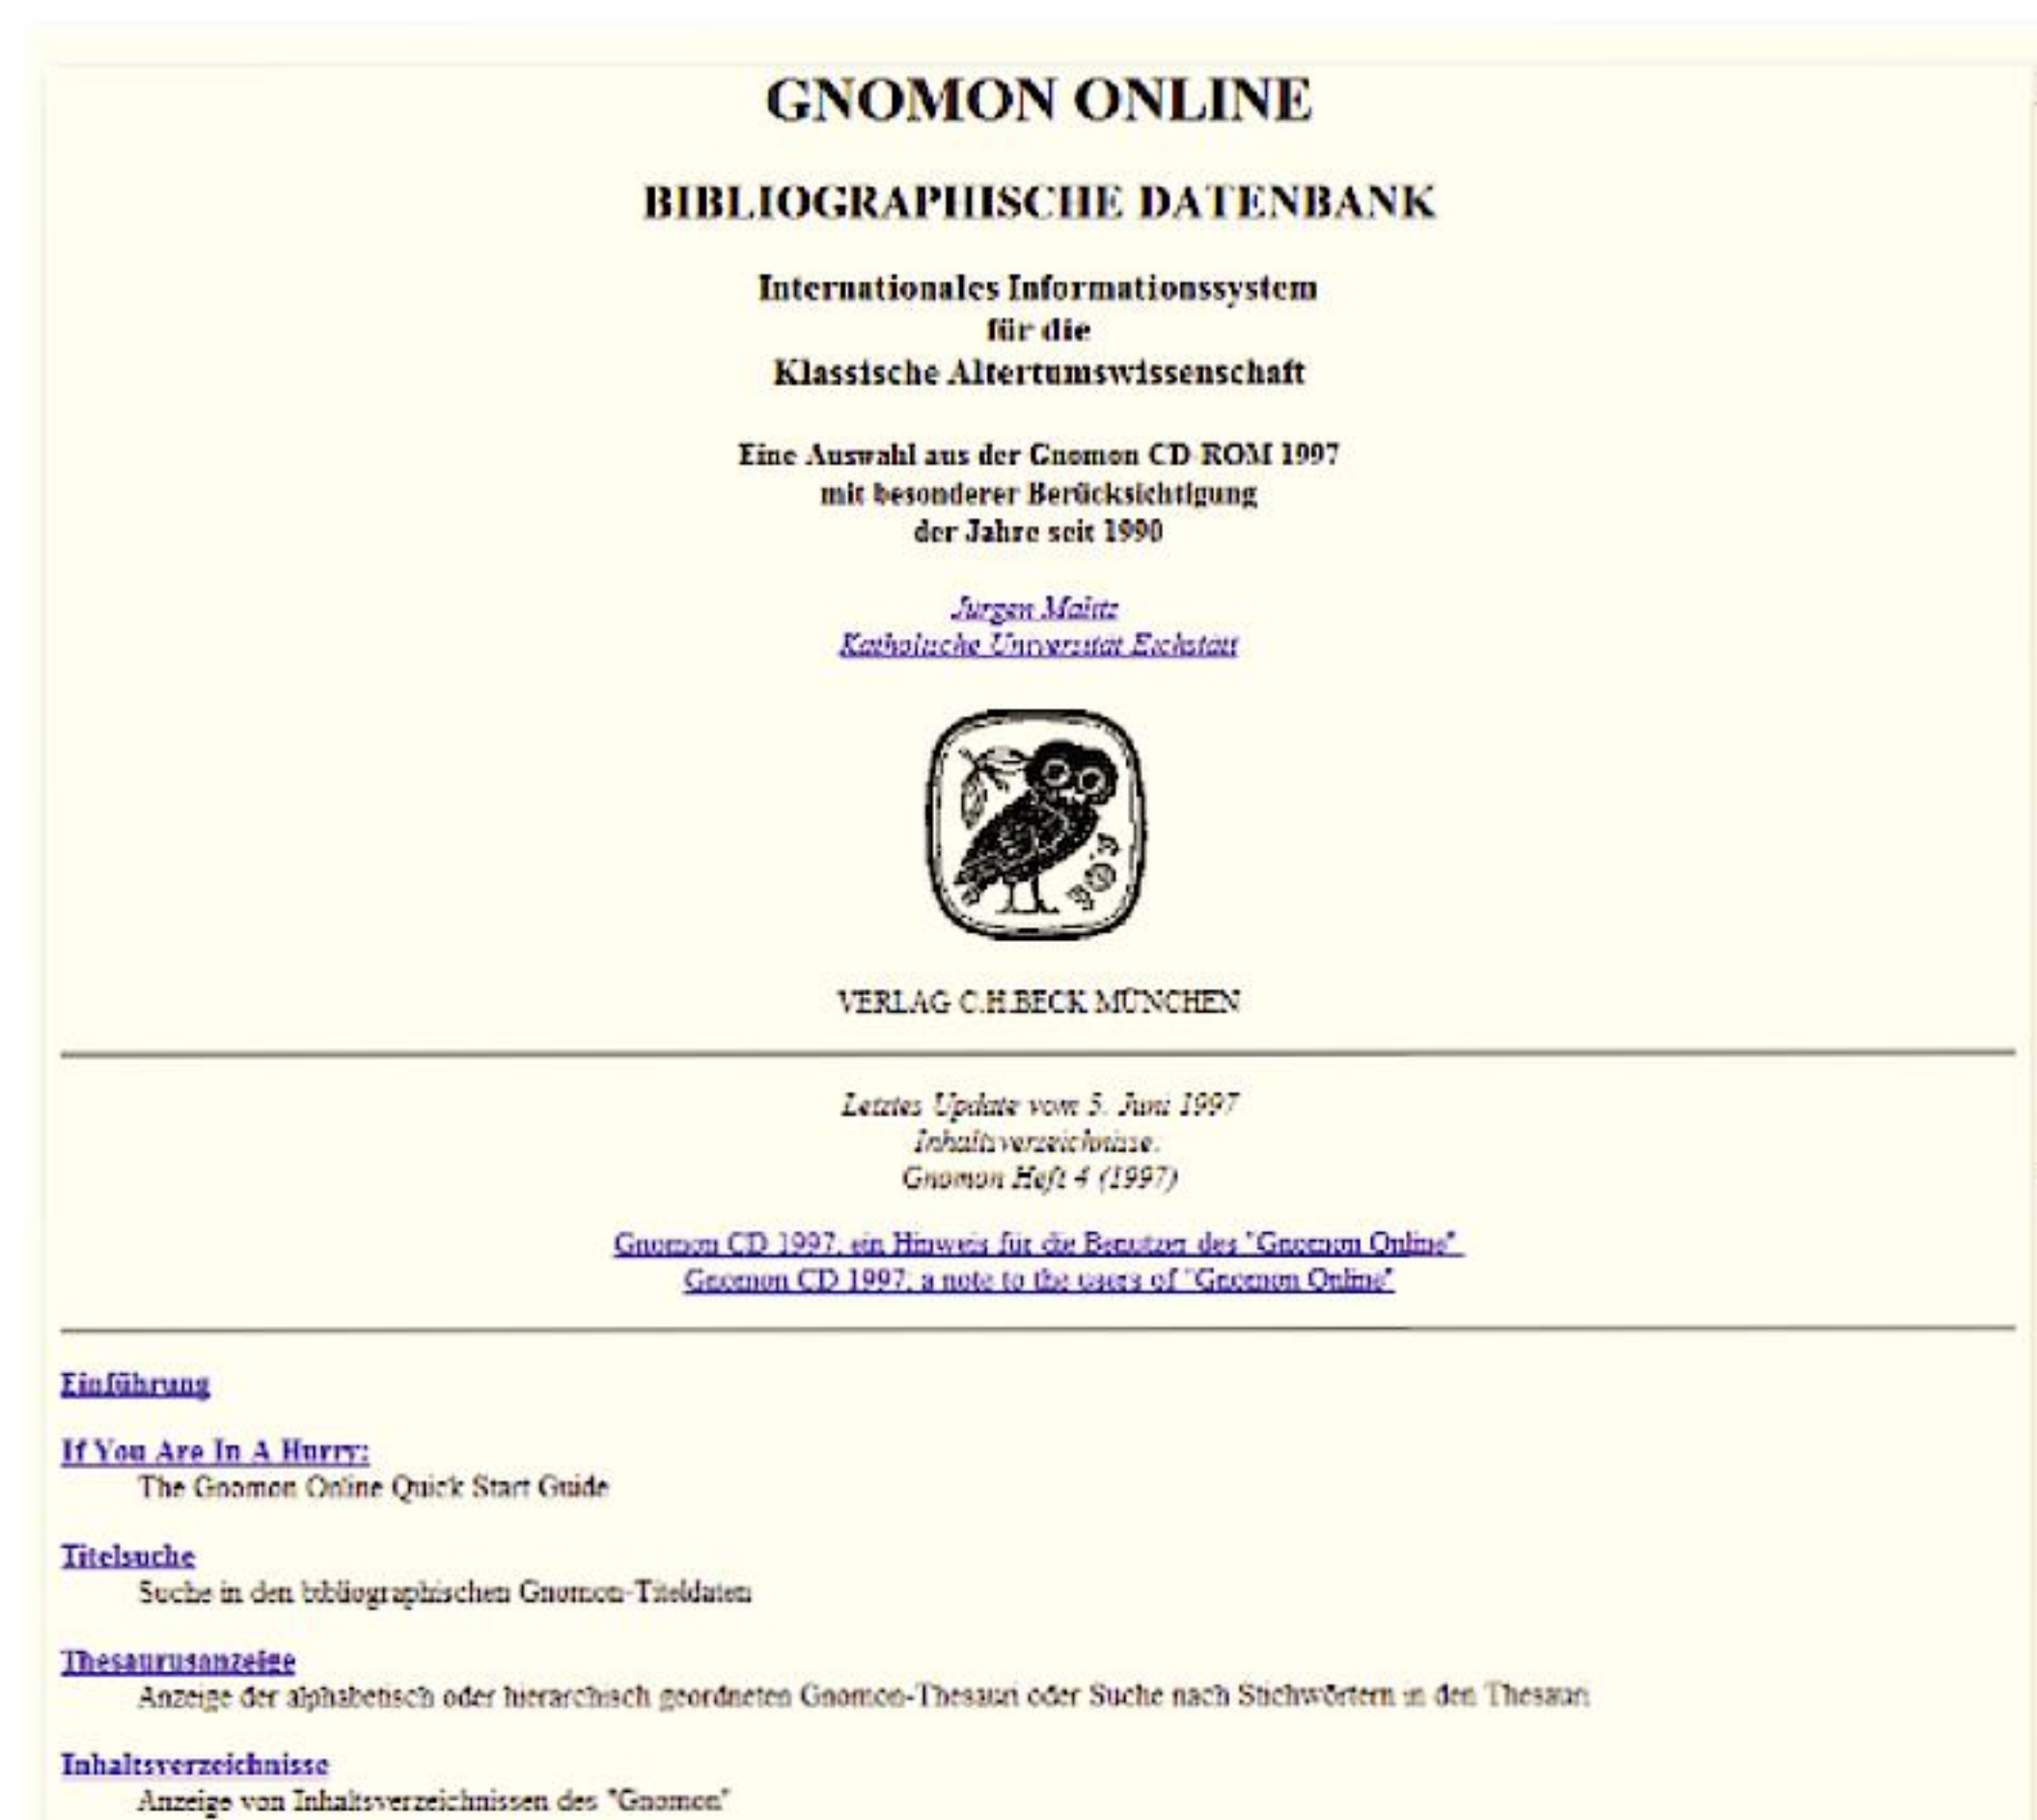 GNOMON ONLINE
BIBLIOGRAPHISCHE DATENBANK
Internationales Informationssystem
für die
Klassische Altertumswissenschaft
Eine Auswahl aus der Gnomon CD-ROM 1997
mit besonderer Berücksichtigung
der Jahre seit 1990
Jürgen Malitz
Katholische Universität Eichstätt
ΑΘΕ
VERLAG C.H.BECK MÜNCHEN
Letztes Update vom 5. Juni 1997
Inhaltsverzeichnisse:
Gnomon Heft 4 (1997)
Gnomon CD 1997: ein Hinweis für die Benutzer des "Gnomon Online"
Gnomon CD 1997: a note to the users of "Gnomon Online"
Einführung
If You Are In A Hurry:
The Gnomon Online Quick Start Guide
Titelsuche
Suche in den bibliographischen Gnomon-Titeldaten
Thesaurusanzeige
Anzeige der alphabetisch oder hierarchisch geordneten Gnomon-Thesauri oder Suche nach Stichwörtern in den Thesauri
Inhaltsverzeichnisse
Anzeige von Inhaltsverzeichnissen des "Gnomon"